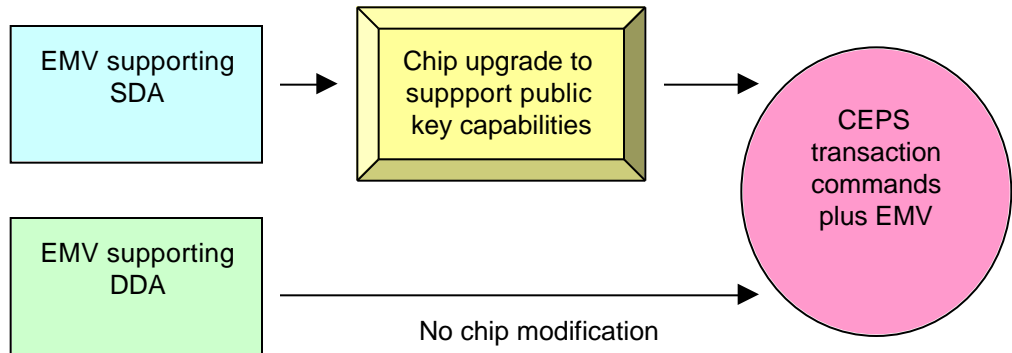 EMV supporting
SDA
Chip upgrade to
suppport public
key capabilities
CEPS
transaction
commands
plus EMV
EMV supporting
DDA
No chip modification